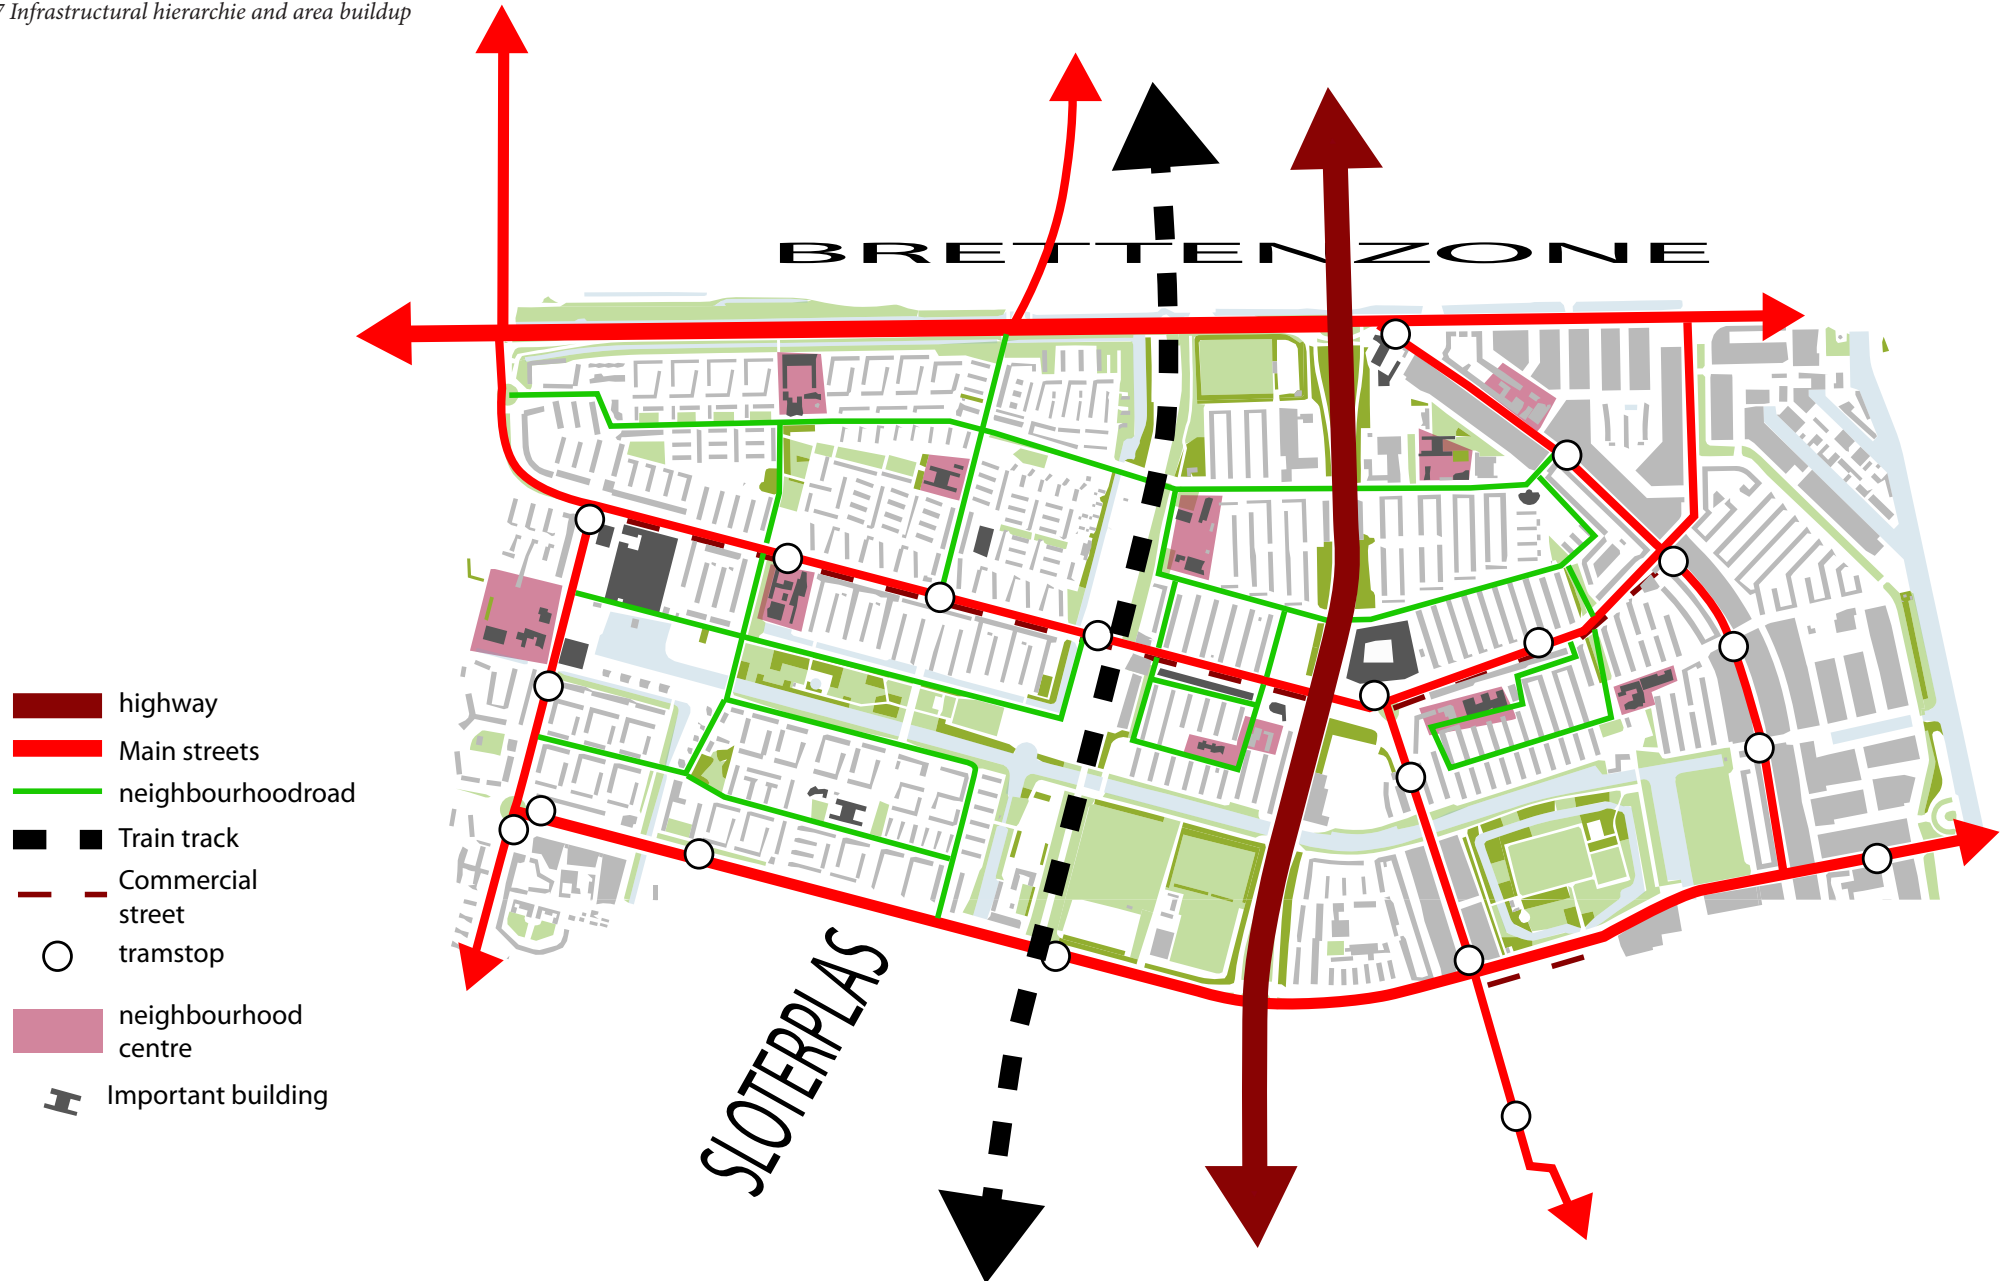 7 Infrastructural hierarchie and area buildup
BRETTENZONE
highway
Main streets
neighbourhoodroad
Train track
Commercial
street
tramstop
neighbourhood
centre
Important building
SLOTERPLAS